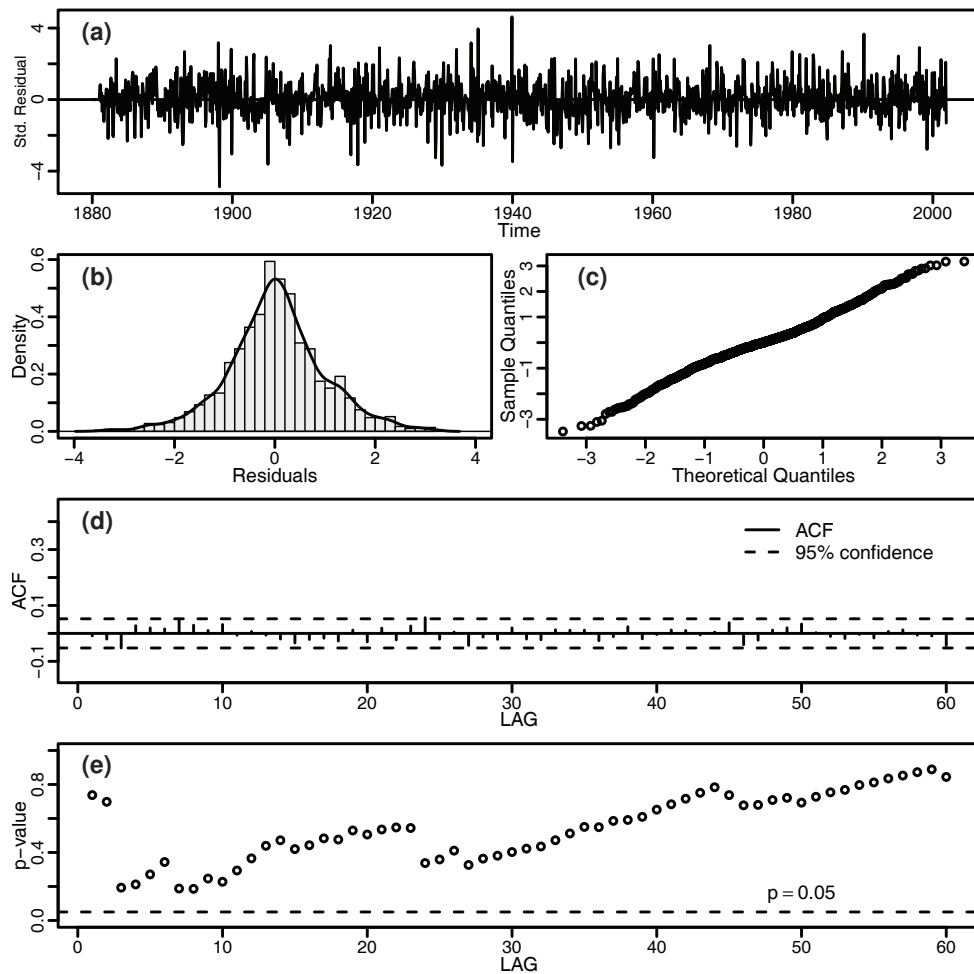 (a)
Std. Residual
4
0
−4
1880 1900 1920 1940 1960 1980 2000
Time
(b)
Density
0.6
0.4
0.2
0.0
−4 −2 0 2 4
Residuals
(c)
Sample Quantiles
3
1
−1
−3
−3 −2 −1 0 1 2 3
Theoretical Quantiles
(d)
ACF
0.3
0.1
−0.1
ACF
95% confidence
0 10 20 30 40 50 60
LAG
(e)
p−value
0.8
0.4
0.0
p = 0.05
0 10 20 30 40 50 60
LAG